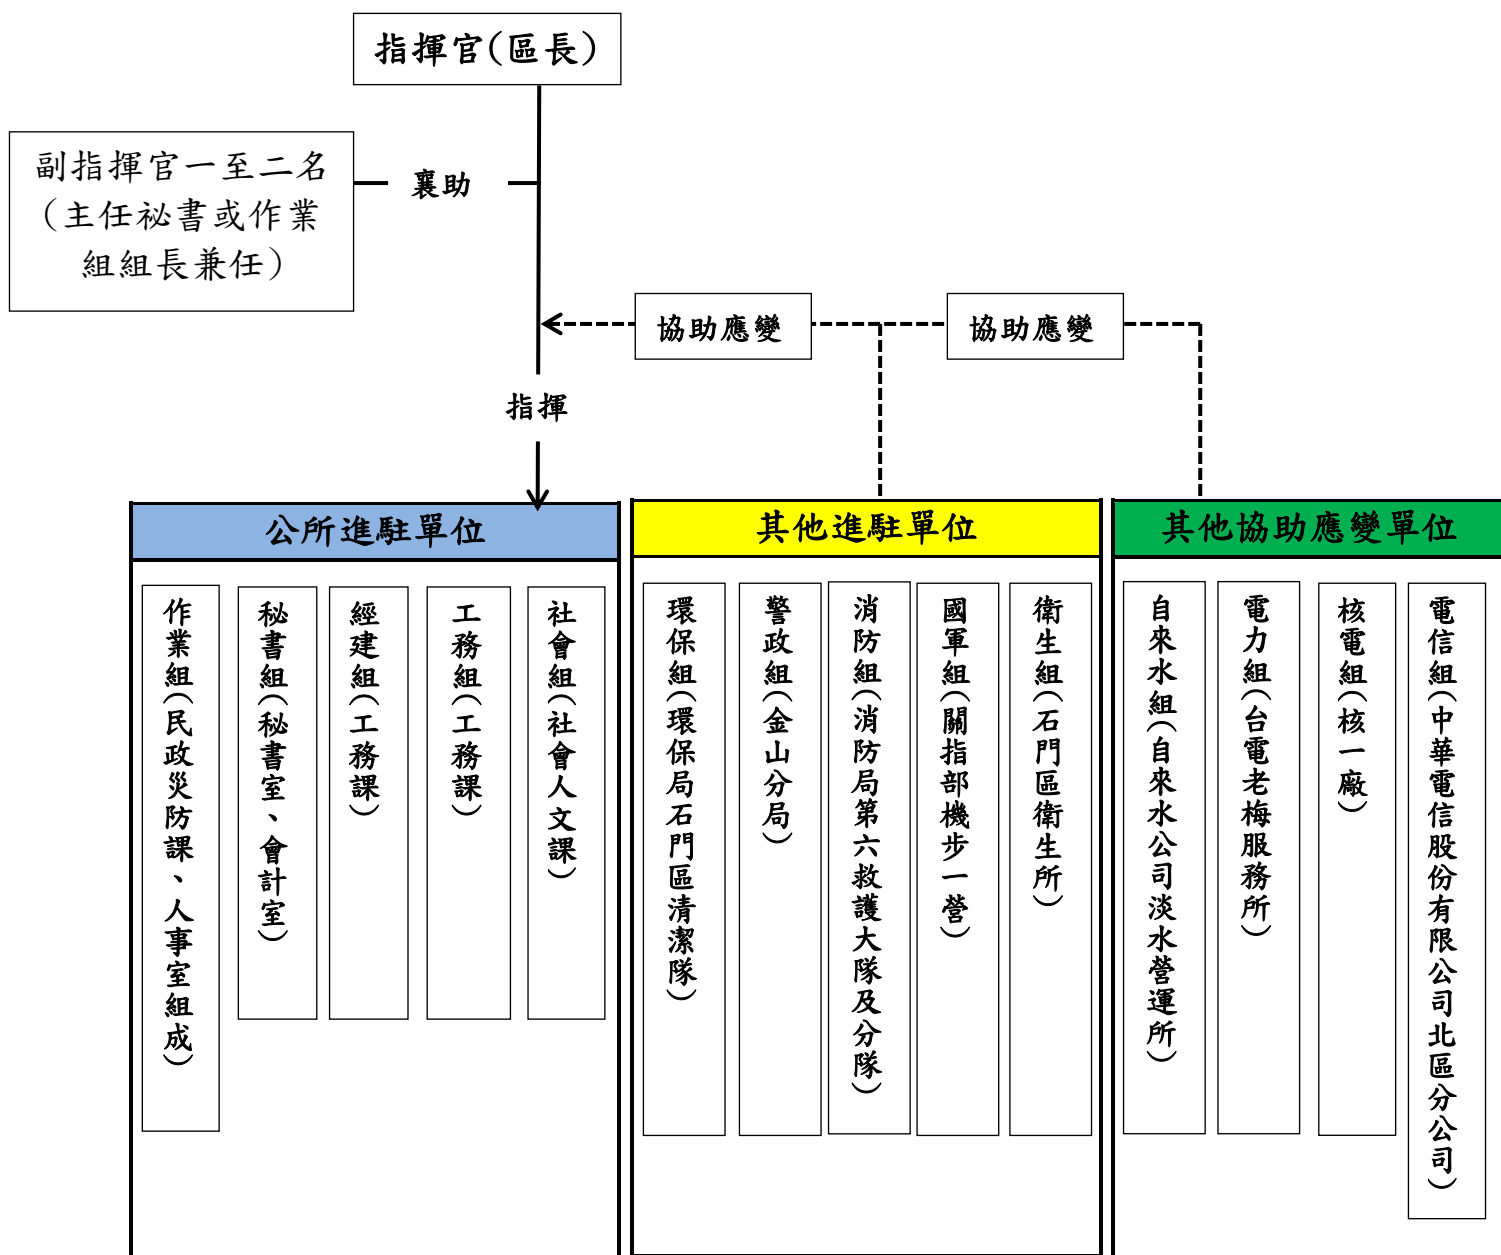 指揮官(區長)
副指揮官一至二名
(主任祕書或作業
組組長兼任)
襄助
協助應變
協助應變
指揮
公所進駐單位
其他進駐單位
其他協助應變單位
作業組(民政災防課、人事室組成)
秘書組(秘書室、會計室)
經建組(工務課)
工務組(工務課)
社會組(社會人文課)
環保組(環保局石門區清潔隊)
警政組(金山分局)
消防組(消防局第六救護大隊及分隊)
國軍組(關指部機步一營)
衛生組(石門區衛生所)
自來水組(自來水公司淡水營運所)
電力組(台電老梅服務所)
核電組(核一廠)
電信組(中華電信股份有限公司北區分公司)